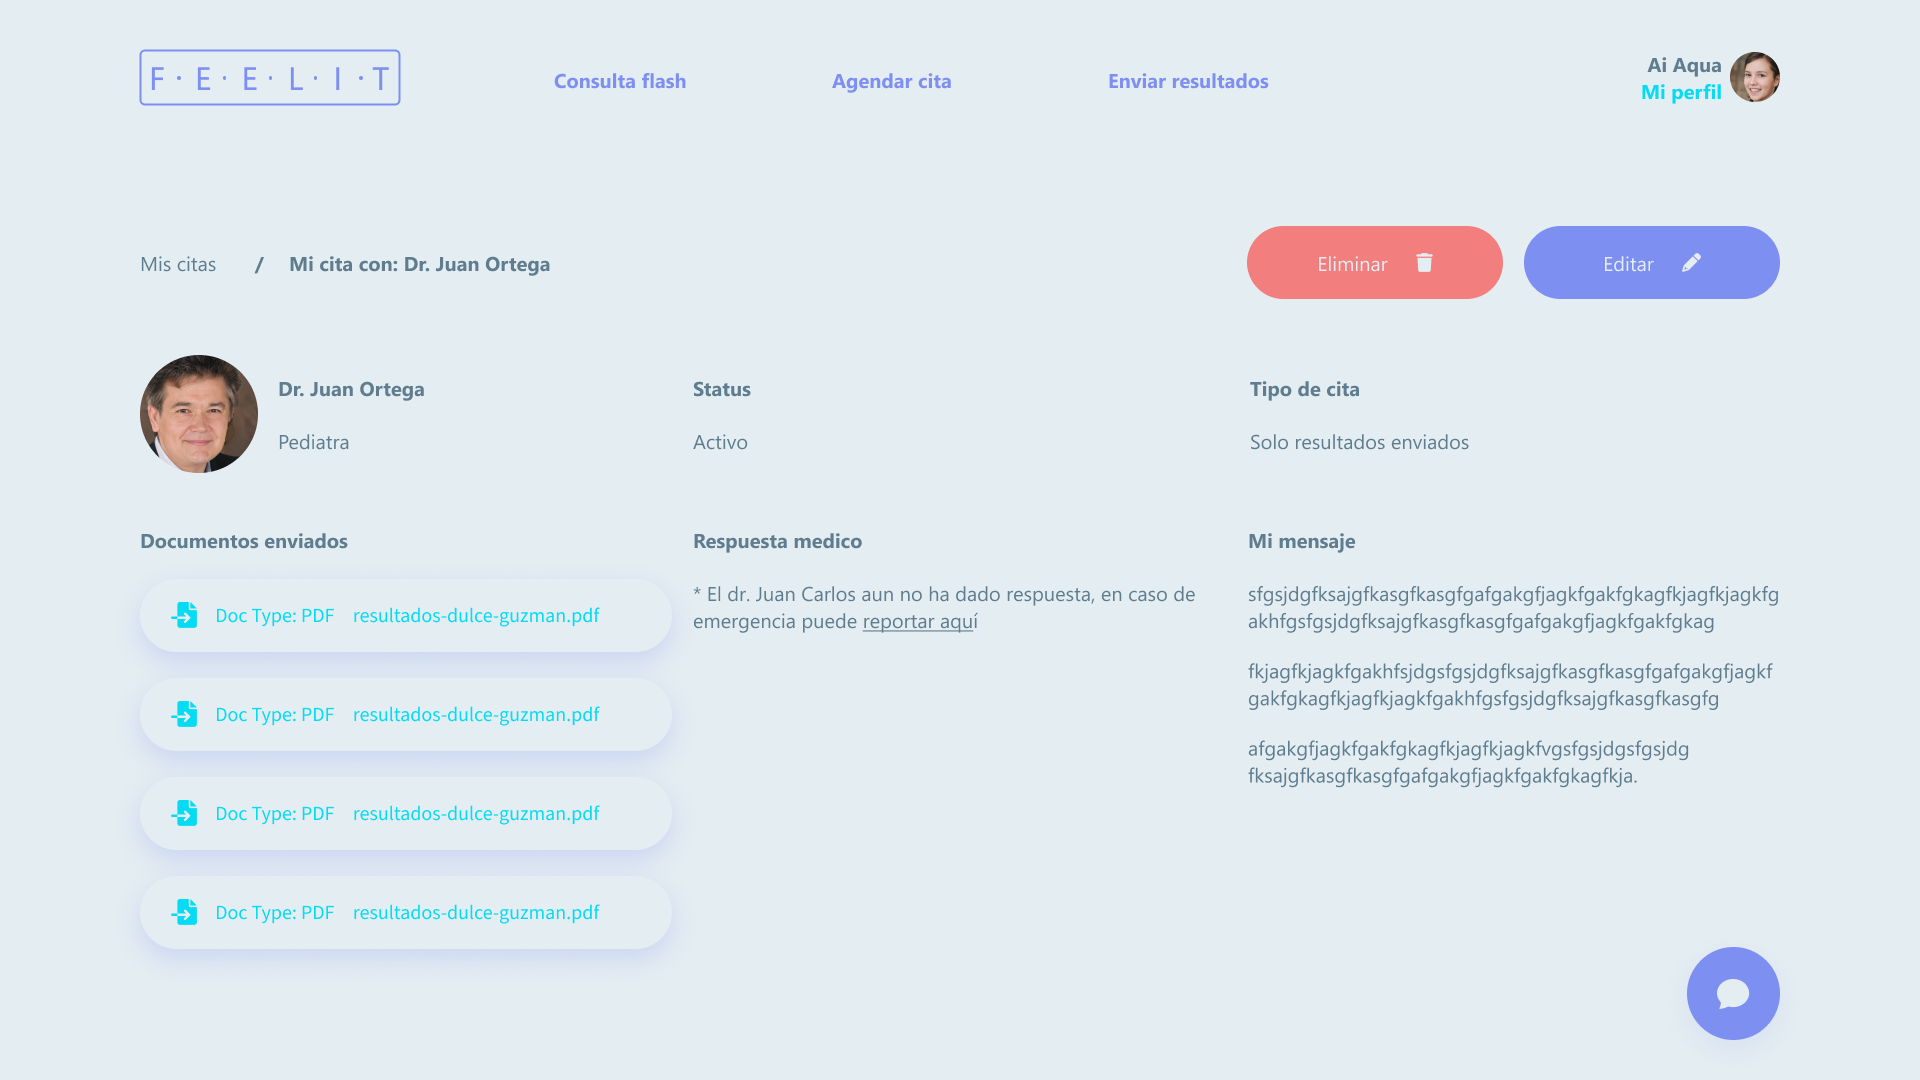 F·E·E·L·I·T
Consulta flash
Agendar cita
Enviar resultados
Ai Aqua
Mi perfil
Mis citas / Mi cita con: Dr. Juan Ortega
Eliminar
Editar
Dr. Juan Ortega
Pediatra
Status
Activo
Tipo de cita
Solo resultados enviados
Documentos enviados
Doc Type: PDF resultados-dulce-guzman.pdf
Doc Type: PDF resultados-dulce-guzman.pdf
Doc Type: PDF resultados-dulce-guzman.pdf
Doc Type: PDF resultados-dulce-guzman.pdf
Respuesta medico
* El dr. Juan Carlos aun no ha dado respuesta, en caso de
emergencia puede reportar aquí
Mi mensaje
sfgsjdgfksajgfkasgfkasgfgafgakgfjagkfgakfgkagfkjagfkjagkfg
akhfgsfgsjdgfksajgfkasgfkasgfgafgakgfjagkfgakfgkag
fkjagfkjagkfgakhfsjdgsfgsjdgfksajgfkasgfkasgfgafgakgfjagkf
gakfgkagfkjagfkjagkfgakhfgsfgsjdgfksajgfkasgfkasgfg
afgakgfjagkfgakfgkagfkjagfkjagkfvgsfgsjdgsfgsjdg
fksajgfkasgfkasgfgafgakgfjagkfgakfgkagfkja.